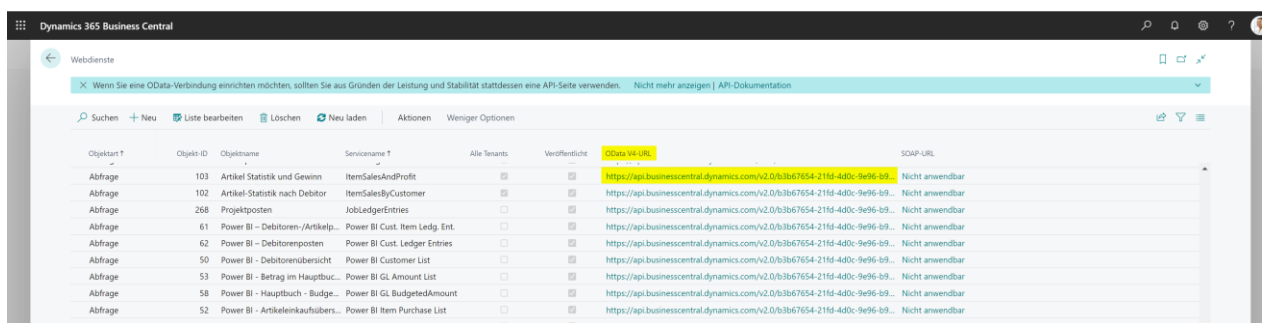 Dynamics 365 Business Central
Webdienste
Wenn Sie eine OData-Verbindung einrichten möchten, sollten Sie aus Gründen der Leistung und Stabilität stattdessen eine API-Seite verwenden. Nicht mehr anzeigen | API-Dokumentation
Suchen Neu Liste bearbeiten Löschen Neu laden Aktionen Weniger Optionen
Objektart ↑ Objekt-ID Objektname Servicename ↑ Alle Tenants Veröffentlicht OData V4-URL SOAP-URL
Abfrage 103 Artikel Statistik und Gewinn ItemSalesAndProfit https://api.businesscentral.dynamics.com/v2.0/b3b67654-21fd-4d0c-9e96-b9... Nicht anwendbar
Abfrage 102 Artikel-Statistik nach Debitor ItemSalesByCustomer https://api.businesscentral.dynamics.com/v2.0/b3b67654-21fd-4d0c-9e96-b9... Nicht anwendbar
Abfrage 268 Projektposten JobLedgerEntries https://api.businesscentral.dynamics.com/v2.0/b3b67654-21fd-4d0c-9e96-b9... Nicht anwendbar
Abfrage 61 Power BI – Debitoren-/Artikelp... Power BI Cust. Item Ledg. Ent. https://api.businesscentral.dynamics.com/v2.0/b3b67654-21fd-4d0c-9e96-b9... Nicht anwendbar
Abfrage 62 Power BI – Debitorenposten Power BI Cust. Ledger Entries https://api.businesscentral.dynamics.com/v2.0/b3b67654-21fd-4d0c-9e96-b9... Nicht anwendbar
Abfrage 50 Power BI - Debitorenübersicht Power BI Customer List https://api.businesscentral.dynamics.com/v2.0/b3b67654-21fd-4d0c-9e96-b9... Nicht anwendbar
Abfrage 53 Power BI - Betrag im Hauptbuc... Power BI GL Amount List https://api.businesscentral.dynamics.com/v2.0/b3b67654-21fd-4d0c-9e96-b9... Nicht anwendbar
Abfrage 58 Power BI - Hauptbuch - Budge... Power BI GL BudgetedAmount https://api.businesscentral.dynamics.com/v2.0/b3b67654-21fd-4d0c-9e96-b9... Nicht anwendbar
Abfrage 52 Power BI - Artikeleinkaufsübers... Power BI Item Purchase List https://api.businesscentral.dynamics.com/v2.0/b3b67654-21fd-4d0c-9e96-b9... Nicht anwendbar